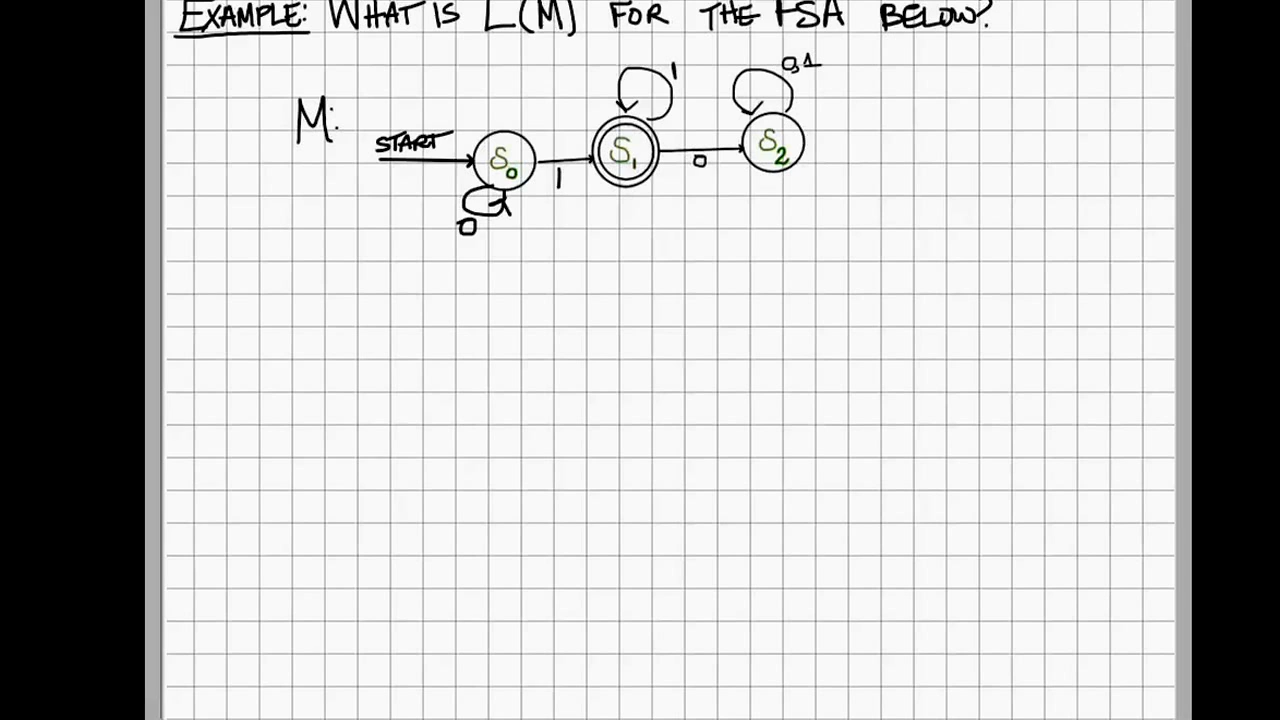 EXAMPLE: WHAT IS L(M) FOR THE FSA BELOW?
M:
START
S₀
S₁
S₂
0
1
1
0
0,1